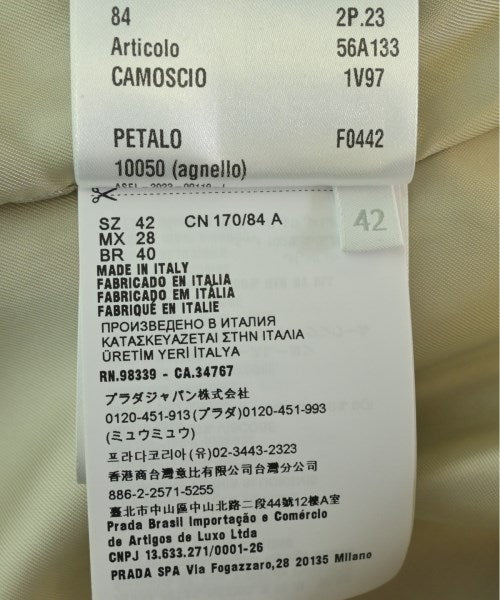 84 2P.23
Articolo 56A133
CAMOSCIO 1V97
PETALO F0442
10050 (agnello)
SZ 42 CN 170/84 A
MX 28
BR 40
42
MADE IN ITALY
FABRICADO EN ITALIA
FABRICADO EM ITÁLIA
FABRIQUÉ EN ITALIE
ПРОИЗВЕДЕНО В ИТАЛИЯ
ΚΑΤΑΣΚΕΥΑΖΕΤΑΙ ΣΤΗΝ ΙΤΑΛΙΑ
ÜRETİM YERİ İTALYA
RN.98339 - CA.34767
プラダジャパン株式会社
0120-451-913(プラダ)0120-451-993
(ミュウミュウ)
프라다코리아(유)02-3443-2323
香港商台灣意比有限公司台灣分公司
886-2-2571-5255
臺北市中山區中山北路二段44號12樓A室
Prada Brasil Importação e Comércio
de Artigos de Luxo Ltda
CNPJ 13.633.271/0001-26
PRADA SPA Via Fogazzaro,28 20135 Milano